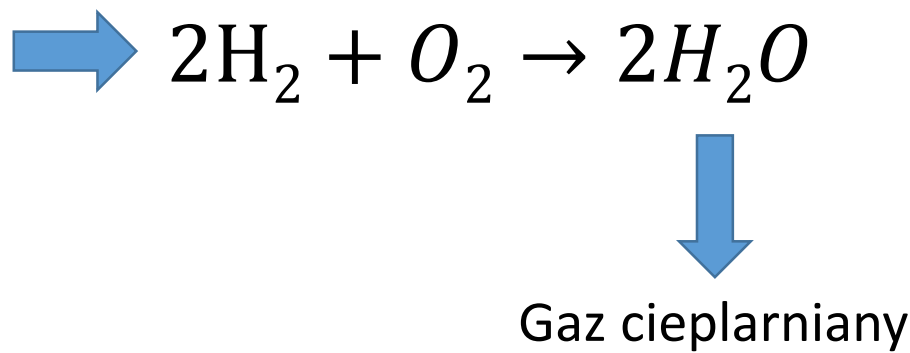 2H₂ + O₂ → 2H₂O
Gaz cieplarniany